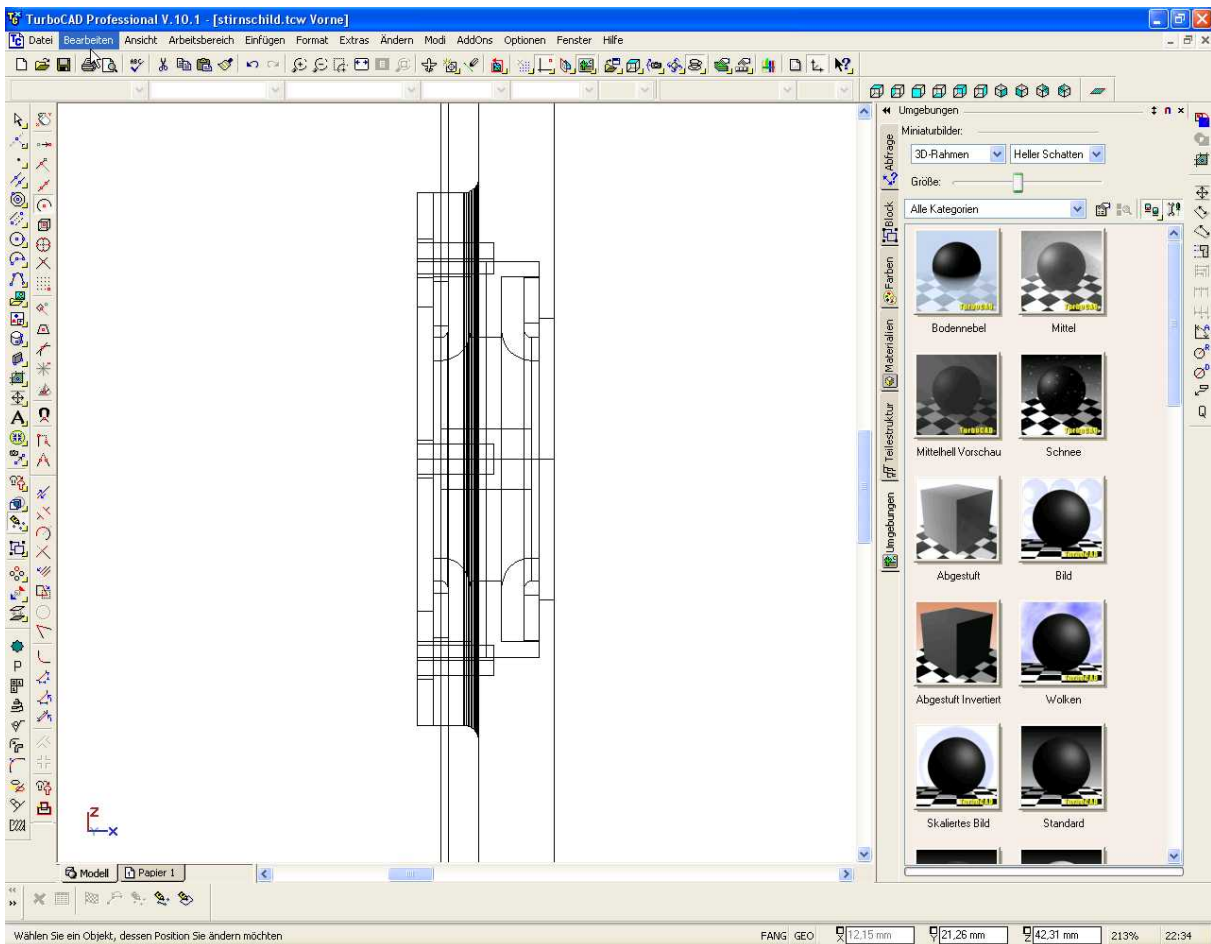 TurboCAD Professional V.10.1 - [stirnschild.tcw Vorne]
Datei Bearbeiten Ansicht Arbeitsbereich Einfügen Format Extras Ändern Modi AddOns Optionen Fenster Hilfe
Umgebungen
Miniaturbilder:
3D-Rahmen Heller Schatten
Größe:
Alle Kategorien
Abfrage
Block
Farben
Materialien
Teilestruktur
Umgebungen
Bodennebel Mittel
Mittelhell Vorschau Schnee
Abgestuft Bild
Abgestuft Invertiert Wolken
Skaliertes Bild Standard
Z
X
Modell Papier 1
Wählen Sie ein Objekt, dessen Position Sie ändern möchten
FANG GEO X 12,15 mm Y 21,26 mm Z 42,31 mm 213% 22:34